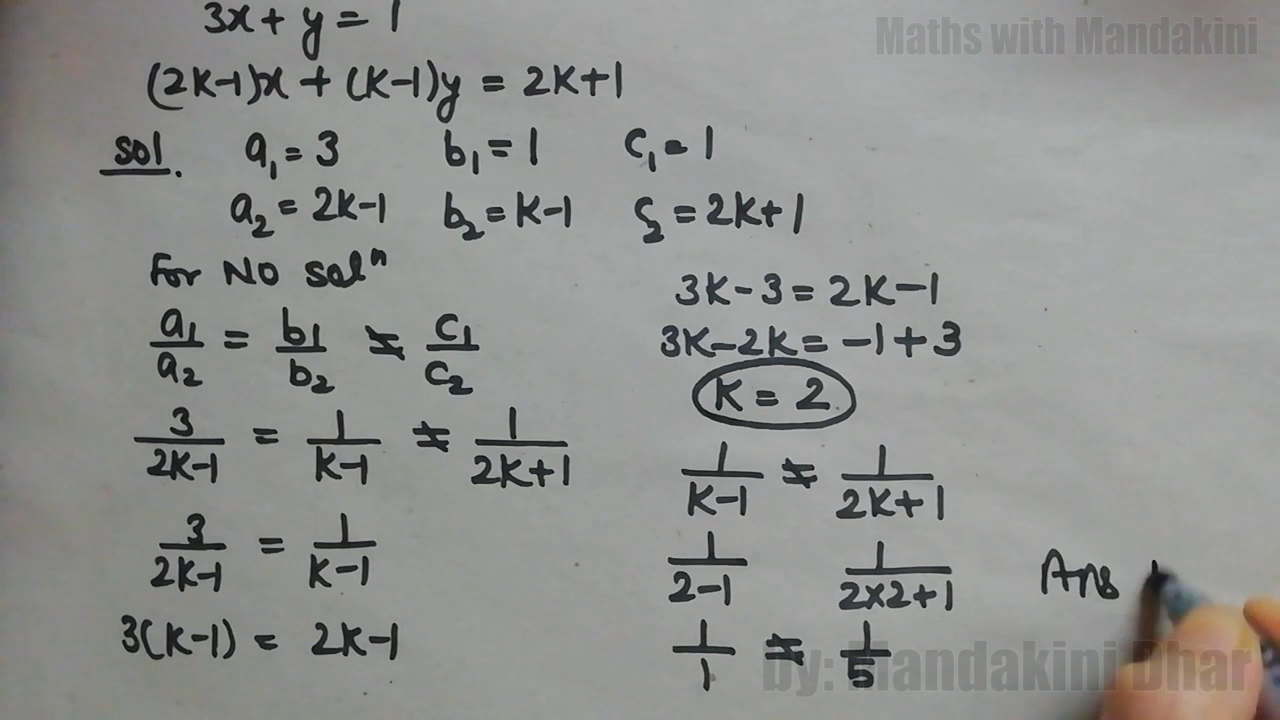 Maths with Mandakini
3x + y = 1
(2K-1)x + (K-1)y = 2K+1
Sol. a₁ = 3 b₁ = 1 c₁ = 1
a₂ = 2K-1 b₂ = K-1 c₂ = 2K+1
For NO solⁿ
a₁/a₂ = b₁/b₂ ≠ c₁/c₂
3/(2K-1) = 1/(K-1) ≠ 1/(2K+1)
3/(2K-1) = 1/(K-1)
3(K-1) = 2K-1
3K-3 = 2K-1
3K-2K = -1+3
K = 2
1/(K-1) ≠ 1/(2K+1)
1/(2-1) 1/(2×2+1)
1/1 ≠ 1/5
Ans
by: Mandakini Dhar